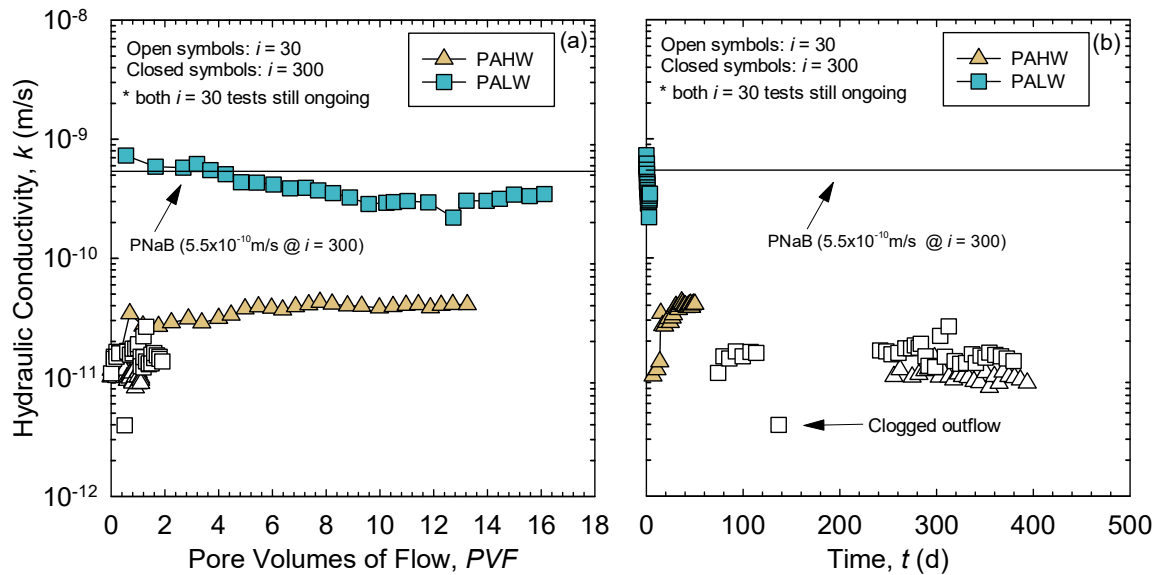 Hydraulic Conductivity, k (m/s)
10⁻⁸
10⁻⁹
10⁻¹⁰
10⁻¹¹
10⁻¹²
Open symbols: i = 30
Closed symbols: i = 300
* both i = 30 tests still ongoing
PAHW
PALW
(a)
PNaB (5.5x10⁻¹⁰m/s @ i = 300)
0 2 4 6 8 10 12 14 16 18
Pore Volumes of Flow, PVF
Open symbols: i = 30
Closed symbols: i = 300
* both i = 30 tests still ongoing
PAHW
PALW
(b)
PNaB (5.5x10⁻¹⁰m/s @ i = 300)
Clogged outflow
0 100 200 300 400 500
Time, t (d)